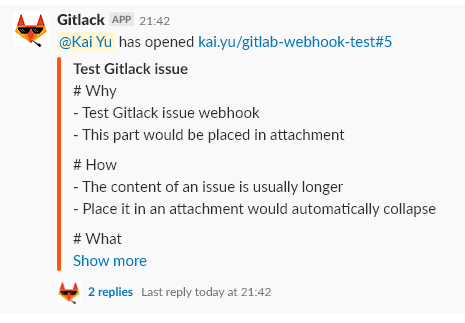 Gitlack APP 21:42
@Kai Yu has opened kai.yu/gitlab-webhook-test#5
Test Gitlack issue
# Why
- Test Gitlack issue webhook
- This part would be placed in attachment
# How
- The content of an issue is usually longer
- Place it in an attachment would automatically collapse
# What
Show more
2 replies Last reply today at 21:42